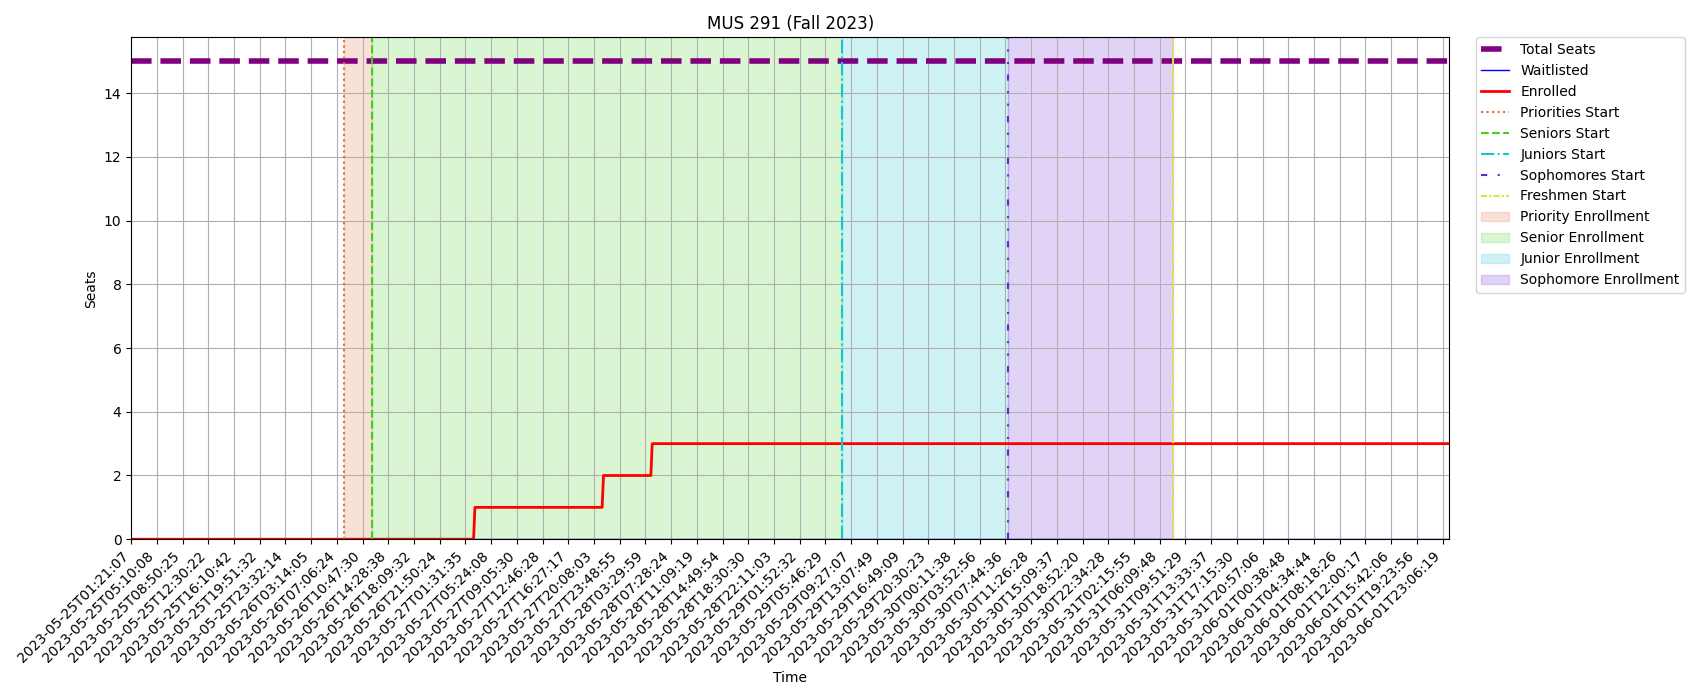 MUS 291 (Fall 2023)
Total Seats
Waitlisted
Enrolled
Priorities Start
Seniors Start
Juniors Start
Sophomores Start
Freshmen Start
Priority Enrollment
Senior Enrollment
Junior Enrollment
Sophomore Enrollment
Seats
14
12
10
8
6
4
2
0
2023-05-25T01:21:07
2023-05-25T05:10:08
2023-05-25T08:50:25
2023-05-25T12:30:22
2023-05-25T16:10:42
2023-05-25T19:51:32
2023-05-25T23:32:14
2023-05-26T03:14:05
2023-05-26T07:06:24
2023-05-26T10:47:30
2023-05-26T14:28:38
2023-05-26T18:09:32
2023-05-26T21:50:24
2023-05-27T01:31:35
2023-05-27T05:24:08
2023-05-27T09:05:30
2023-05-27T12:46:28
2023-05-27T16:27:17
2023-05-27T20:08:03
2023-05-27T23:48:55
2023-05-28T03:29:59
2023-05-28T07:28:24
2023-05-28T11:09:19
2023-05-28T14:49:54
2023-05-28T18:30:30
2023-05-28T22:11:03
2023-05-29T01:52:32
2023-05-29T05:46:29
2023-05-29T09:27:07
2023-05-29T13:07:49
2023-05-29T16:49:09
2023-05-29T20:30:23
2023-05-30T00:11:38
2023-05-30T03:52:56
2023-05-30T07:44:36
2023-05-30T11:26:28
2023-05-30T15:09:37
2023-05-30T18:52:20
2023-05-30T22:34:28
2023-05-31T02:15:55
2023-05-31T06:09:48
2023-05-31T09:51:29
2023-05-31T13:33:37
2023-05-31T17:15:30
2023-05-31T20:57:06
2023-06-01T00:38:48
2023-06-01T04:34:44
2023-06-01T08:18:26
2023-06-01T12:00:17
2023-06-01T15:42:06
2023-06-01T19:23:56
2023-06-01T23:06:19
Time